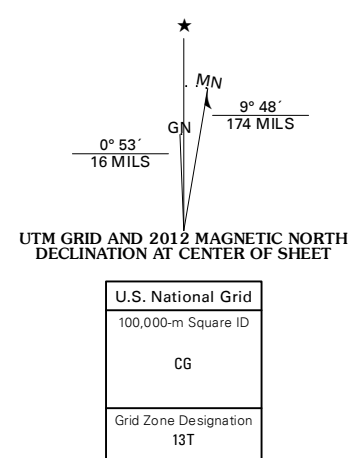 ★
MN
GN
9° 48´
174 MILS
0° 53´
16 MILS
UTM GRID AND 2012 MAGNETIC NORTH
DECLINATION AT CENTER OF SHEET
U.S. National Grid
100,000-m Square ID
CG
Grid Zone Designation
13T